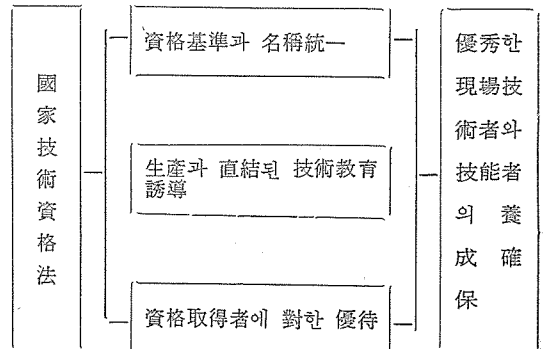 國
家
技
術
資
格
法
資格基準과 名稱統一
生產과 直結된 技術敎育
誘導
資格取得者에 對한 優待
優秀한
現場技
術者와
技能者
의 養
成 確
保